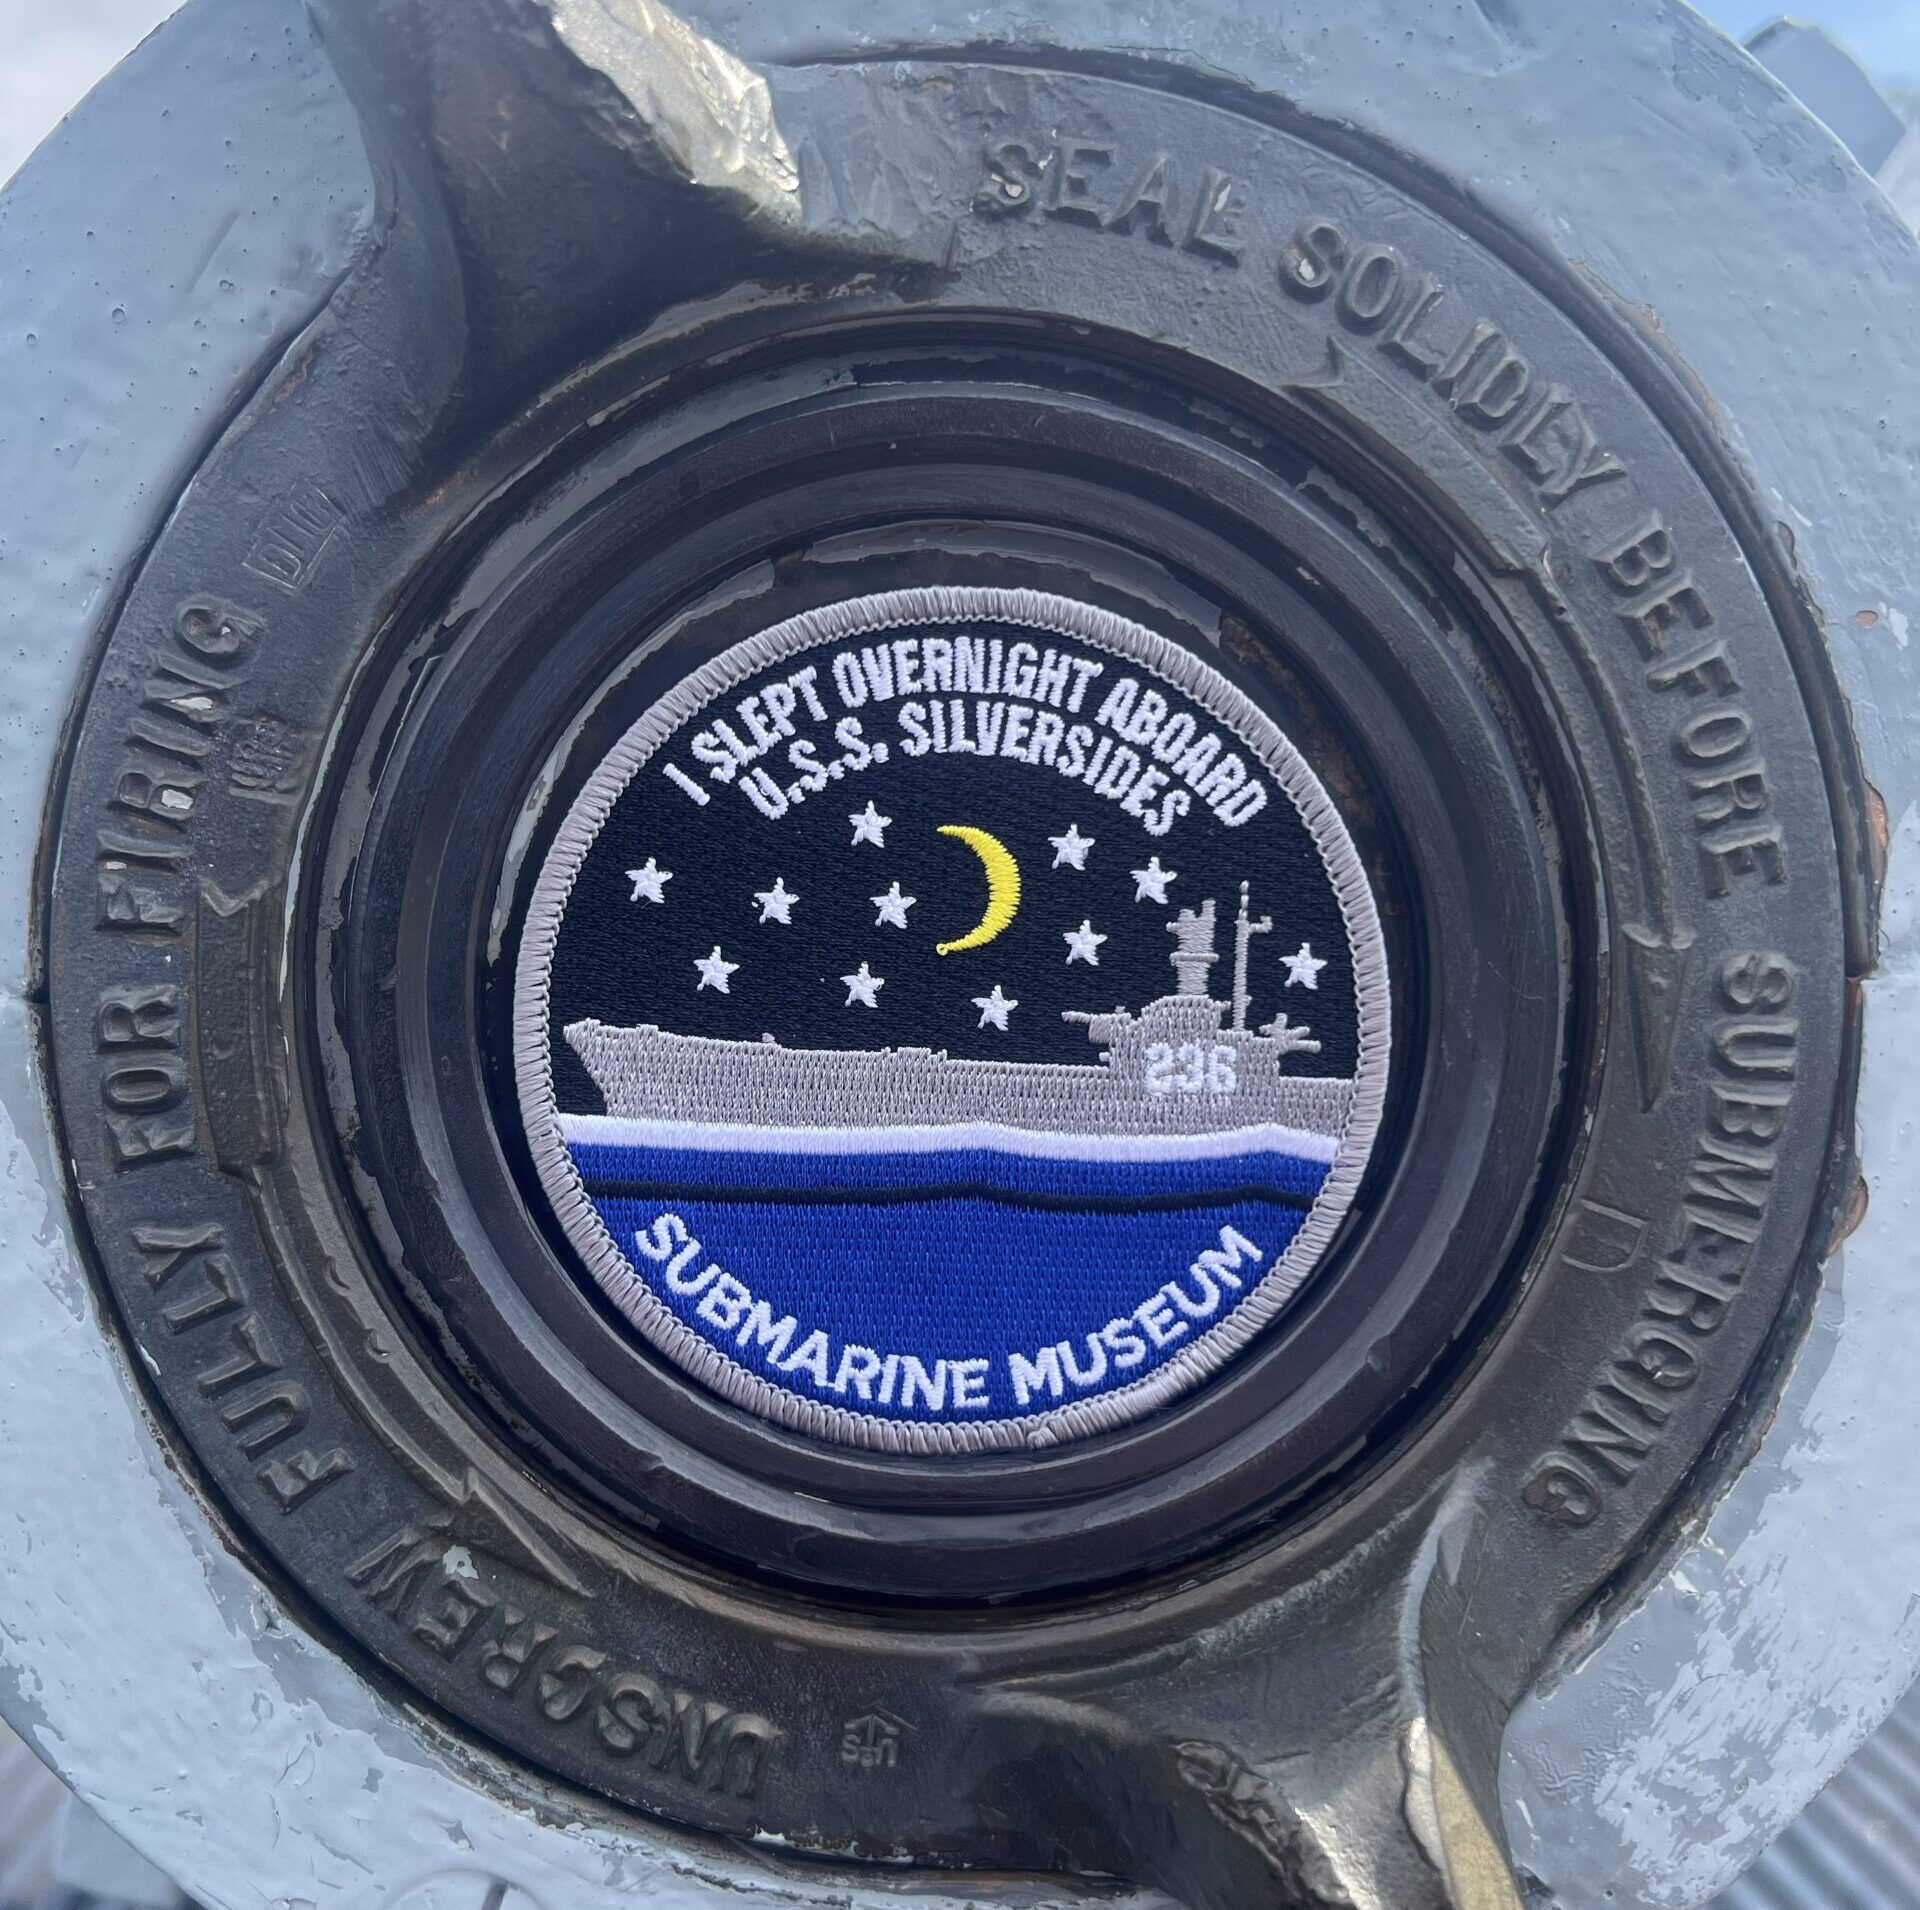 SEAL SOLIDLY BEFORE SUBMERGING
UNSCREW FULLY FOR FIRING
I SLEPT OVERNIGHT ABOARD
U.S.S. SILVERSIDES
236
SUBMARINE MUSEUM